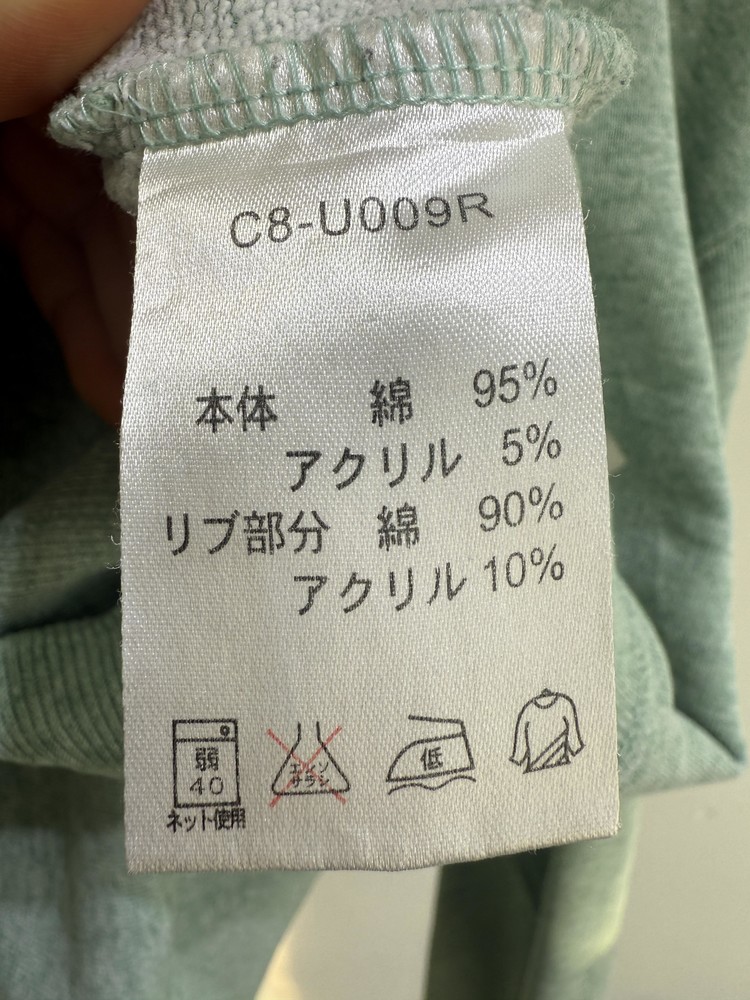 C8-U009R
本体 綿 95%
アクリル 5%
リブ部分 綿 90%
アクリル 10%
弱
40
ネット使用
エンソ
サラシ
低